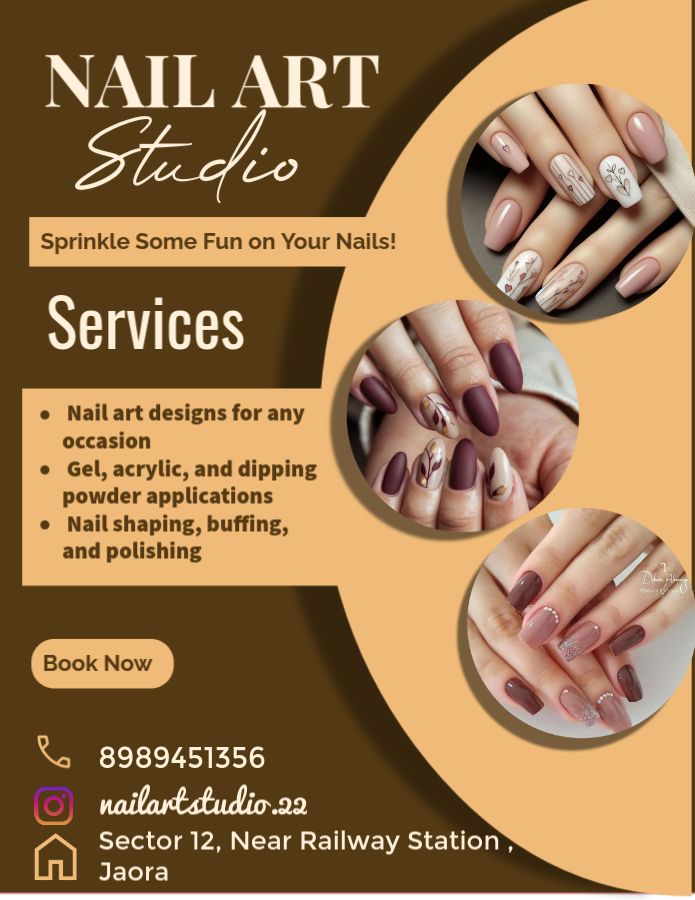 NAIL ART
Studio
Sprinkle Some Fun on Your Nails!
Services
• Nail art designs for any
occasion
• Gel, acrylic, and dipping
powder applications
• Nail shaping, buffing,
and polishing
Book Now
8989451356
nailartstudio.22
Sector 12, Near Railway Station ,
Jaora